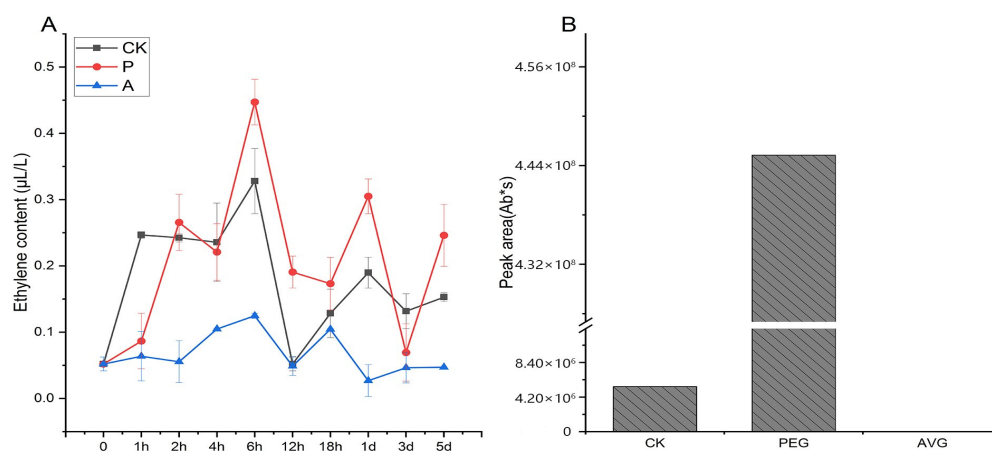 A
CK
P
A
Ethylene content (μL/L)
0.5
0.4
0.3
0.2
0.1
0.0
0 1h 2h 4h 6h 12h 18h 1d 3d 5d
B
Peak area(Ab*s)
4.56×10⁸
4.44×10⁸
4.32×10⁸
8.40×10⁶
4.20×10⁶
0
CK PEG AVG